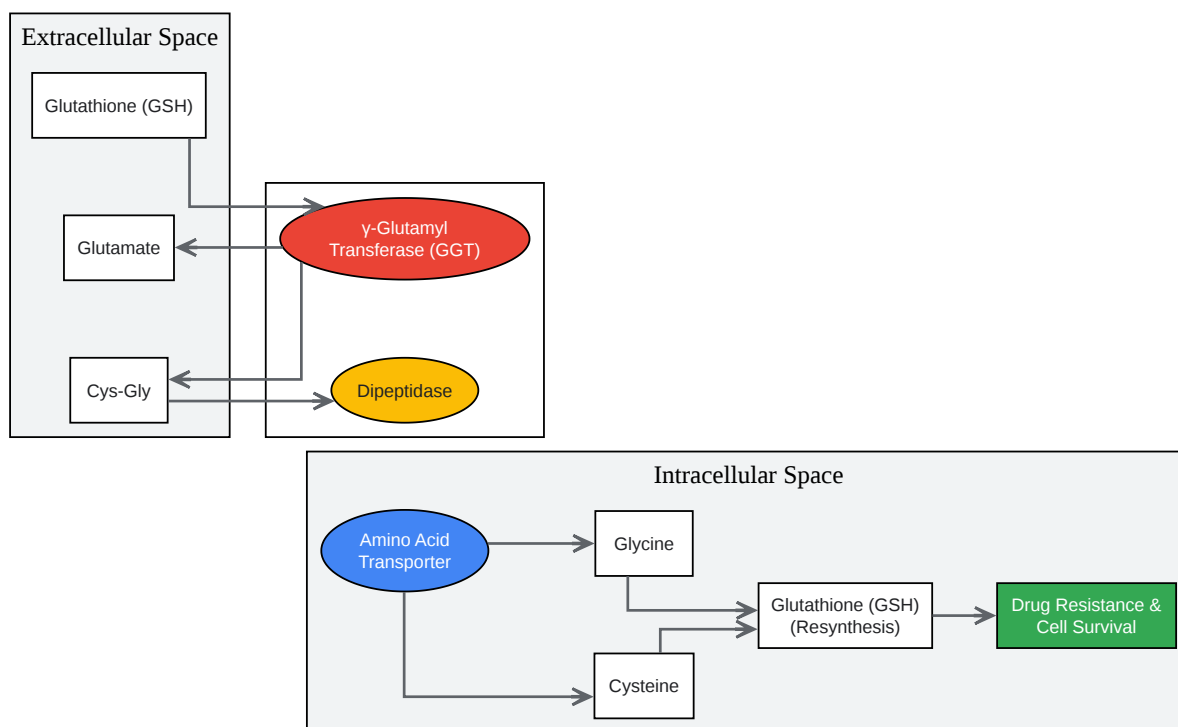 Extracellular Space
Glutathione (GSH)
γ-Glutamyl
Transferase (GGT)
Glutamate
Cys-Gly
Dipeptidase
Intracellular Space
Amino Acid
Transporter
Glycine
Glutathione (GSH)
(Resynthesis)
Drug Resistance &
Cell Survival
Cysteine